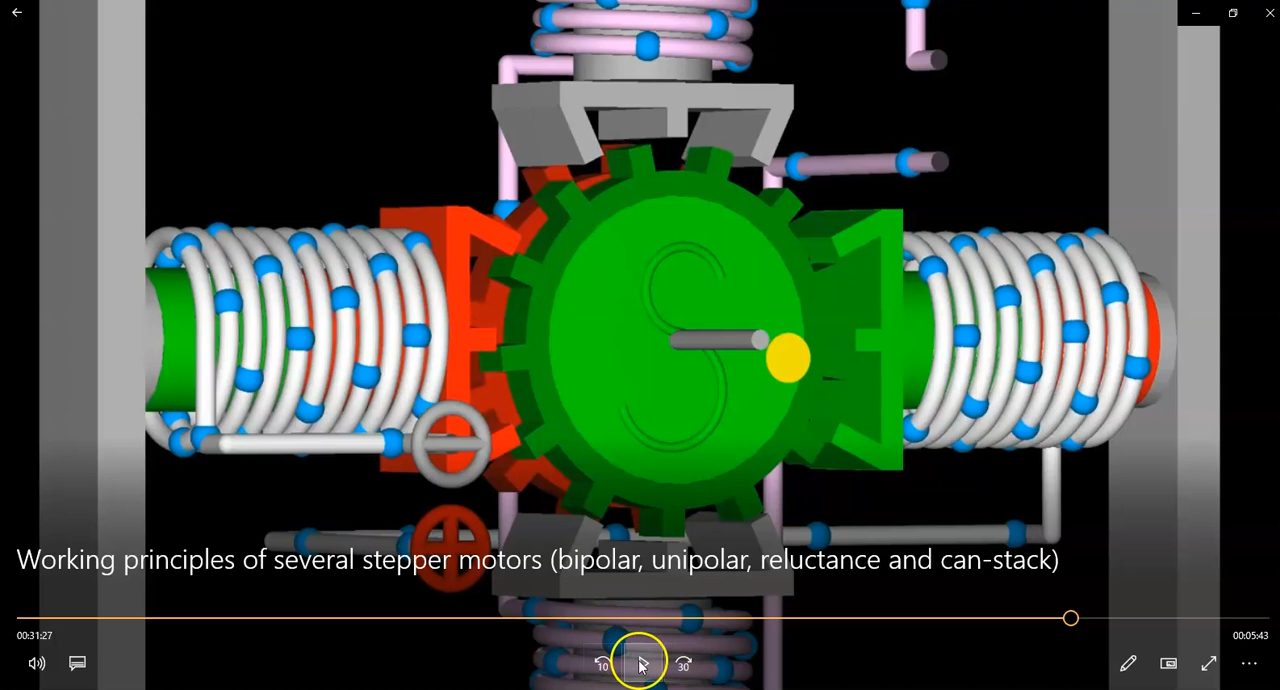 S
Working principles of several stepper motors (bipolar, unipolar, reluctance and can-stack)
00:31:27
00:05:43
10
30